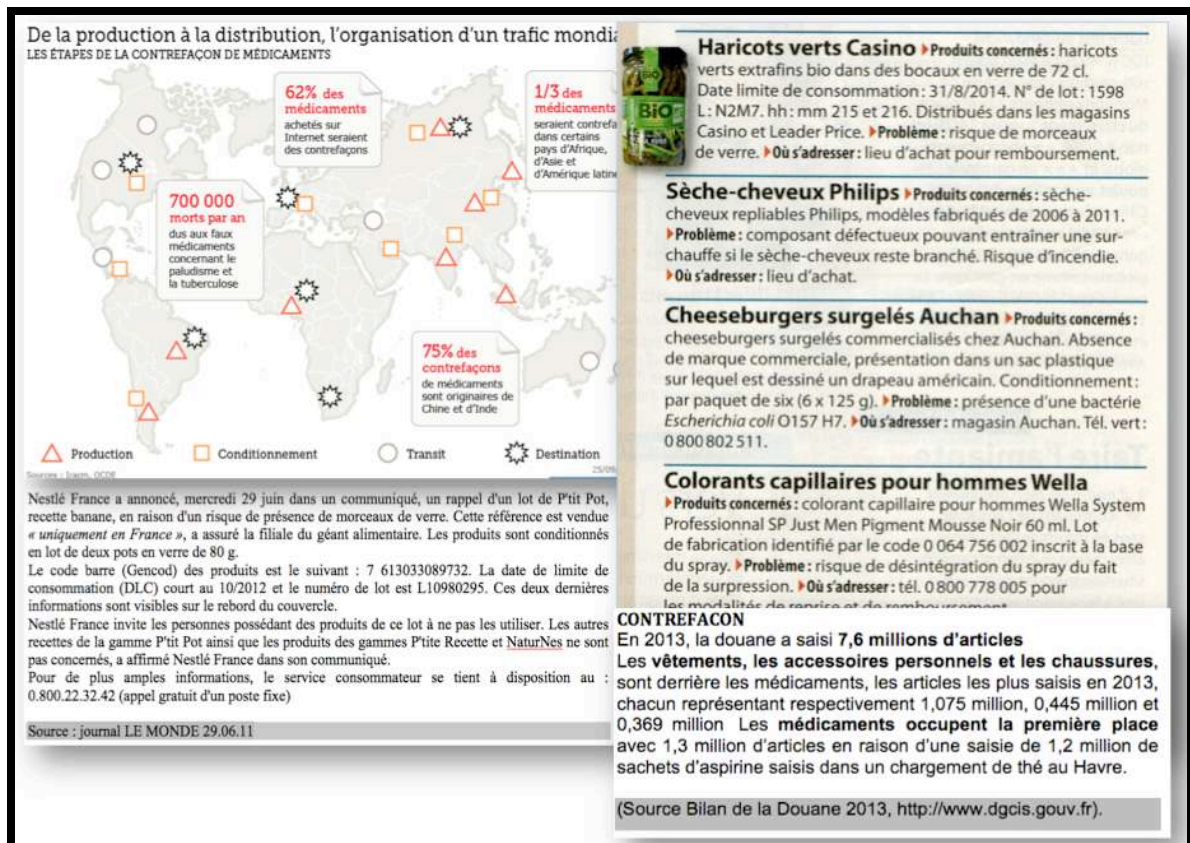 De la production à la distribution, l'organisation d'un trafic mondia
LES ÉTAPES DE LA CONTREFAÇON DE MÉDICAMENTS
62% des
médicaments
achetés sur
Internet seraient
des contrefaçons
1/3 des
médicaments
seraient contrefa
dans certains
pays d'Afrique,
d'Asie et
d'Amérique latine
700 000
morts par an
dus aux faux
médicaments
concernant le
paludisme et
la tuberculose
75% des
contrefaçons
de médicaments
sont originaires de
Chine et d'Inde
Production
Conditionnement
Transit
Destination
Sources : Iracm, OCDE
25/09
Nestlé France a annoncé, mercredi 29 juin dans un communiqué, un rappel d'un lot de P'tit Pot,
recette banane, en raison d'un risque de présence de morceaux de verre. Cette référence est vendue
« uniquement en France », a assuré la filiale du géant alimentaire. Les produits sont conditionnés
en lot de deux pots en verre de 80 g.
Le code barre (Gencod) des produits est le suivant : 7 613033089732. La date de limite de
consommation (DLC) court au 10/2012 et le numéro de lot est L10980295. Ces deux dernières
informations sont visibles sur le rebord du couvercle.
Nestlé France invite les personnes possédant des produits de ce lot à ne pas les utiliser. Les autres
recettes de la gamme P'tit Pot ainsi que les produits des gammes P'tite Recette et NaturNes ne sont
pas concernés, a affirmé Nestlé France dans son communiqué.
Pour de plus amples informations, le service consommateur se tient à disposition au :
0.800.22.32.42 (appel gratuit d'un poste fixe)
Source : journal LE MONDE 29.06.11
BiO
BiO
Haricots verts Casino Produits concernés : haricots
verts extrafins bio dans des bocaux en verre de 72 cl.
Date limite de consommation : 31/8/2014. N° de lot : 1598
L : N2M7. hh : mm 215 et 216. Distribués dans les magasins
Casino et Leader Price. Problème : risque de morceaux
de verre. Où s'adresser : lieu d'achat pour remboursement.
Sèche-cheveux Philips Produits concernés : sèche-
cheveux repliables Philips, modèles fabriqués de 2006 à 2011.
Problème : composant défectueux pouvant entraîner une sur-
chauffe si le sèche-cheveux reste branché. Risque d'incendie.
Où s'adresser : lieu d'achat.
Cheeseburgers surgelés Auchan Produits concernés :
cheeseburgers surgelés commercialisés chez Auchan. Absence
de marque commerciale, présentation dans un sac plastique
sur lequel est dessiné un drapeau américain. Conditionnement :
par paquet de six (6 x 125 g). Problème : présence d'une bactérie
Escherichia coli O157 H7. Où s'adresser : magasin Auchan. Tél. vert :
0 800 802 511.
Colorants capillaires pour hommes Wella
Produits concernés : colorant capillaire pour hommes Wella System
Professionnal SP Just Men Pigment Mousse Noir 60 ml. Lot
de fabrication identifié par le code 0 064 756 002 inscrit à la base
du spray. Problème : risque de désintégration du spray du fait
de la surpression. Où s'adresser : tél. 0 800 778 005 pour
les modalités de reprise et de remboursement
CONTREFACON
En 2013, la douane a saisi 7,6 millions d'articles
Les vêtements, les accessoires personnels et les chaussures,
sont derrière les médicaments, les articles les plus saisis en 2013,
chacun représentant respectivement 1,075 million, 0,445 million et
0,369 million Les médicaments occupent la première place
avec 1,3 million d'articles en raison d'une saisie de 1,2 million de
sachets d'aspirine saisis dans un chargement de thé au Havre.
(Source Bilan de la Douane 2013, http://www.dgcis.gouv.fr).